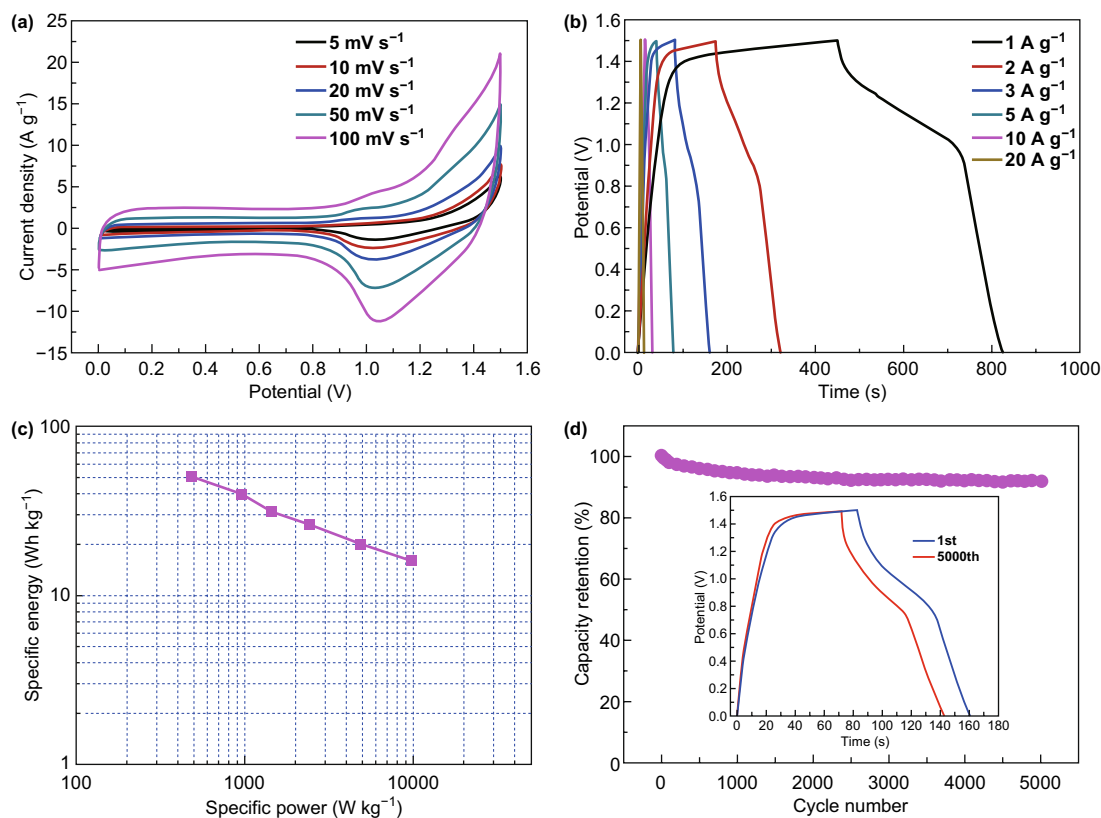 (a)
25
20
15
10
5
0
−5
−10
−15
Current density (A g⁻¹)
5 mV s⁻¹
10 mV s⁻¹
20 mV s⁻¹
50 mV s⁻¹
100 mV s⁻¹
0.0 0.2 0.4 0.6 0.8 1.0 1.2 1.4 1.6
Potential (V)
(b)
1.6
1.4
1.2
1.0
0.8
0.6
0.4
0.2
0.0
Potential (V)
1 A g⁻¹
2 A g⁻¹
3 A g⁻¹
5 A g⁻¹
10 A g⁻¹
20 A g⁻¹
0 200 400 600 800 1000
Time (s)
(c)
100
10
1
Specific energy (Wh kg⁻¹)
100 1000 10000
Specific power (W kg⁻¹)
(d)
100
80
60
40
20
0
Capacity retention (%)
1.6
1.4
1.2
1.0
0.8
0.6
0.4
0.2
0.0
Potential (V)
1st
5000th
0 20 40 60 80 100 120 140 160 180
Time (s)
0 1000 2000 3000 4000 5000
Cycle number